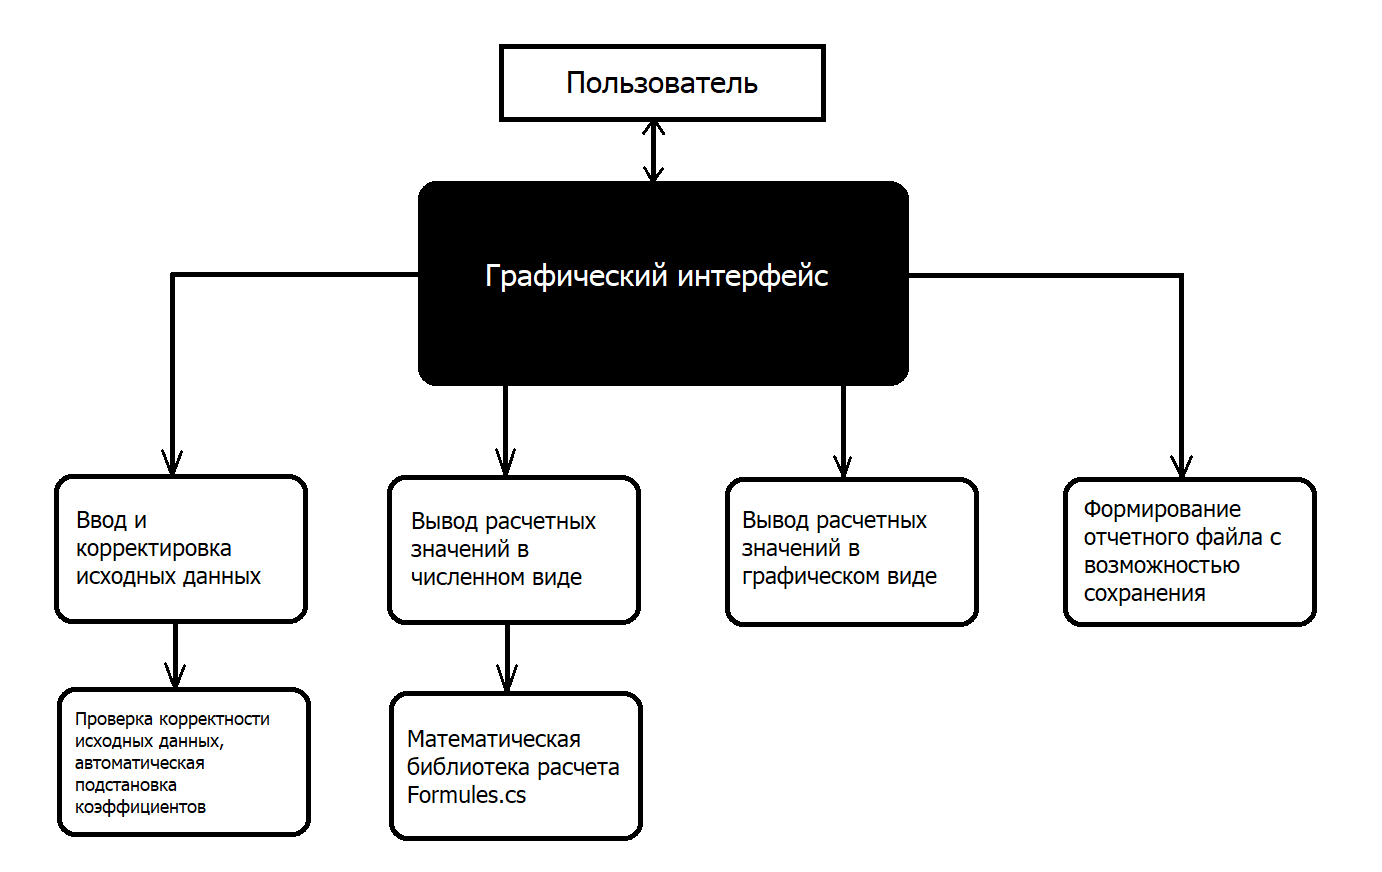 Пользователь
Графический интерфейс
Ввод и
корректировка
исходных данных
Вывод расчетных
значений в
численном виде
Вывод расчетных
значений в
графическом виде
Формирование
отчетного файла с
возможностью
сохранения
Проверка корректности
исходных данных,
автоматическая
подстановка
коэффициентов
Математическая
библиотека расчета
Formules.cs